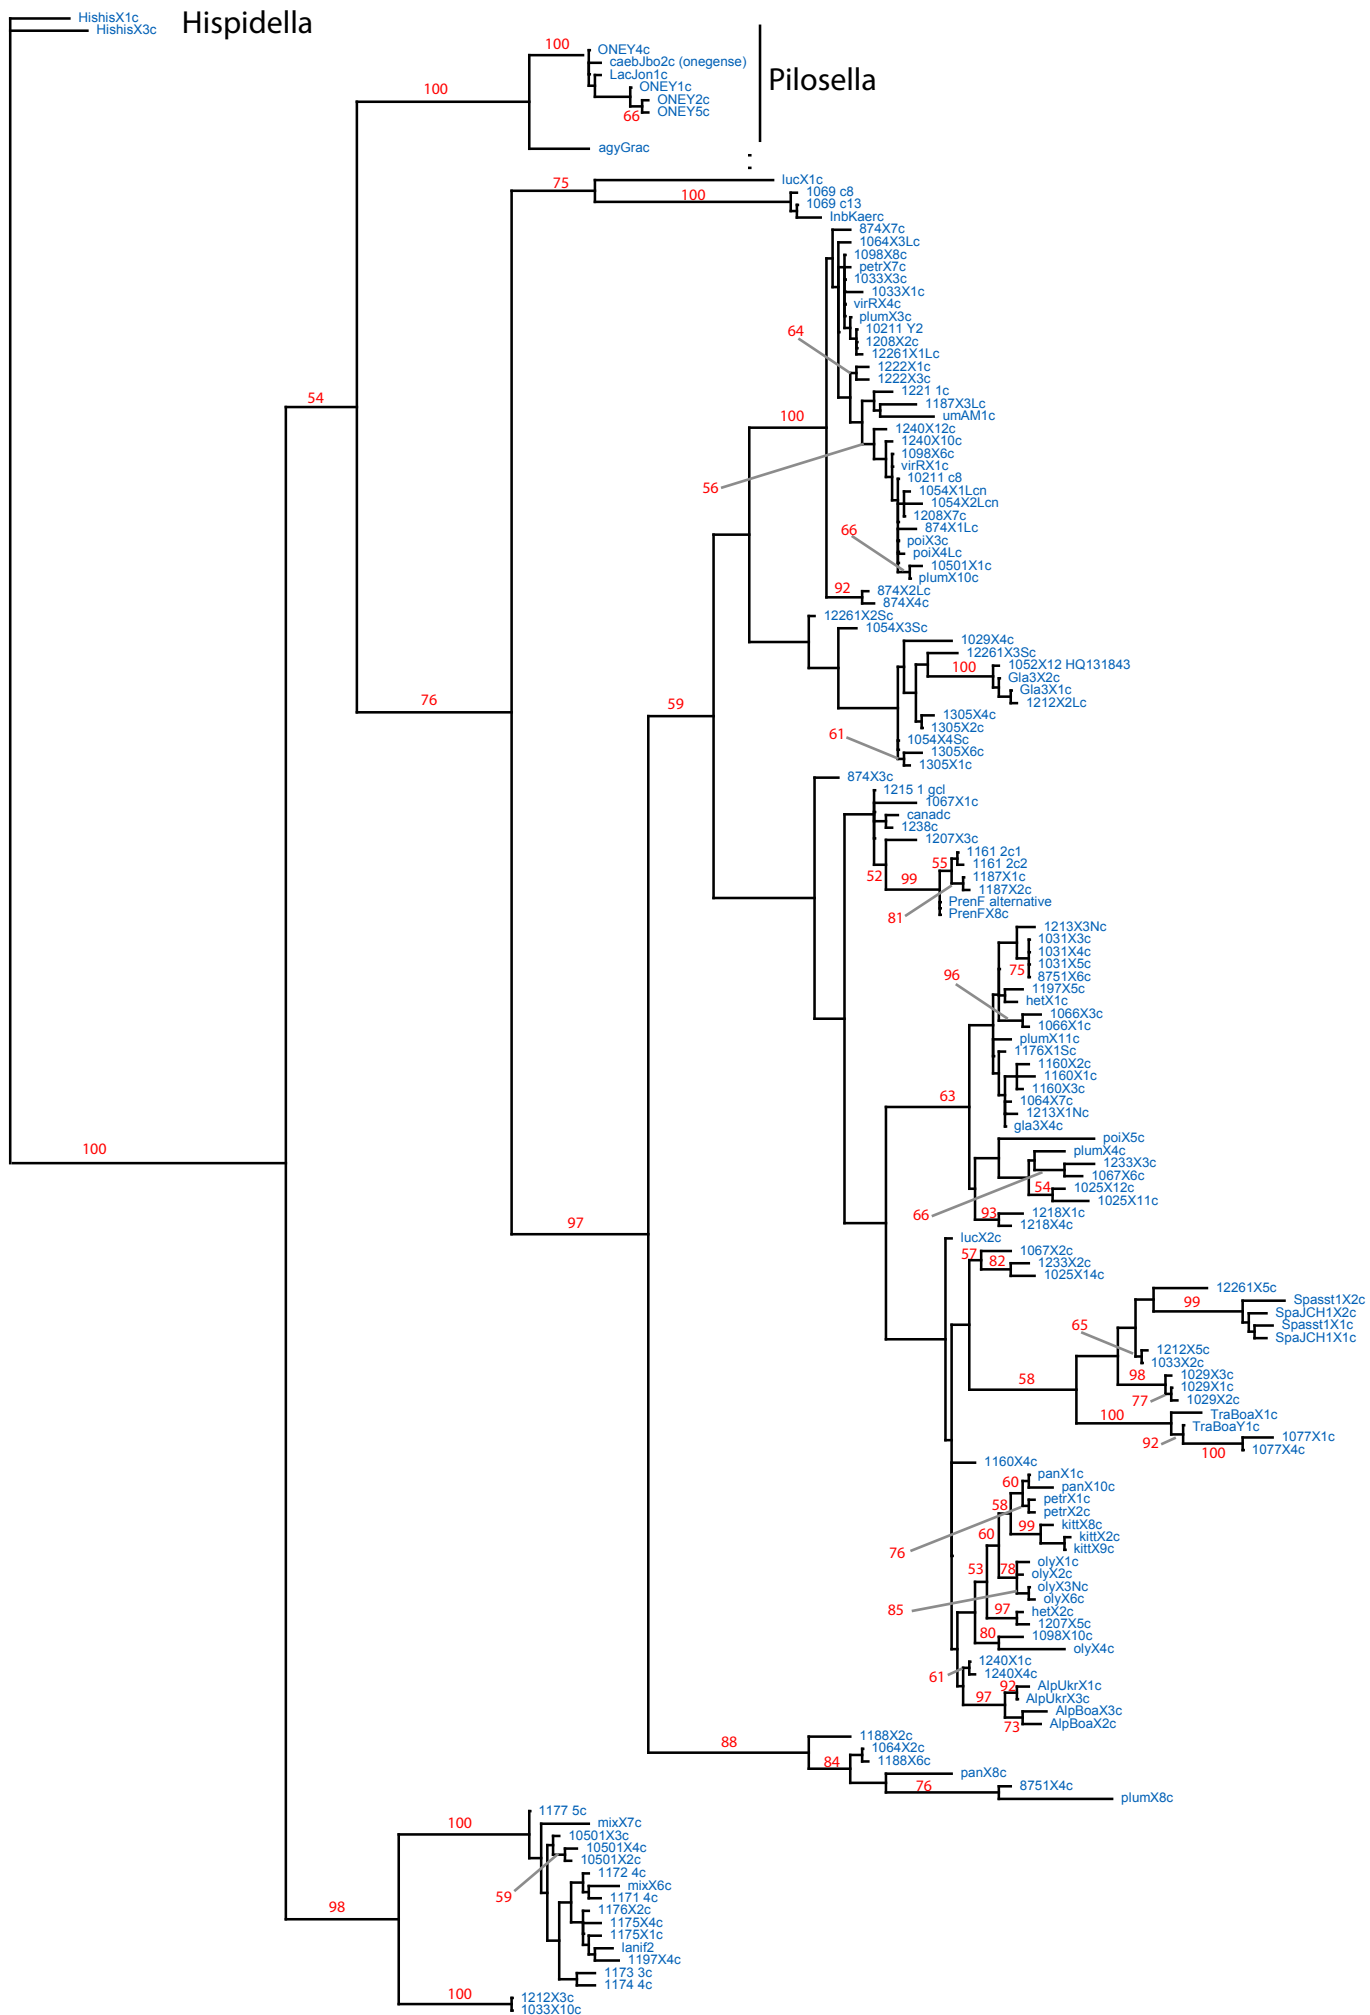 HishisX1c
HishisX3c
Hispidella
100
ONEY4c
caebJbo2c (onegense)
LacJon1c
ONEY1c
ONEY2c
ONEY5c
66
100
Pilosella
agyGrac
:
lucX1c
75
1069 c8
100
1069 c13
InbKaerc
874X7c
1064X3Lc
1098X8c
petrX7c
1033X3c
1033X1c
virRX4c
plumX3c
10211 Y2
64
1208X2c
12261X1Lc
1222X1c
1222X3c
1221 1c
54
1187X3Lc
umAM1c
100
1240X12c
1240X10c
1098X6c
virRX1c
10211 c8
56
1054X1Lcn
1054X2Lcn
1208X7c
874X1Lc
66
poiX3c
poiX4Lc
10501X1c
plumX10c
92
874X2Lc
874X4c
12261X2Sc
1054X3Sc
1029X4c
12261X3Sc
1052X12 HQ131843
100
Gla3X2c
Gla3X1c
1212X2Lc
76
59
1305X4c
1305X2c
61
1054X4Sc
1305X6c
1305X1c
874X3c
1215 1 gcl
1067X1c
canadc
1238c
1207X3c
1161 2c1
55
1161 2c2
52
99
1187X1c
1187X2c
PrenF alternative
81
PrenFX8c
1213X3Nc
1031X3c
1031X4c
1031X5c
75
8751X6c
96
1197X5c
hetX1c
1066X3c
1066X1c
plumX11c
1176X1Sc
1160X2c
1160X1c
1160X3c
63
1064X7c
1213X1Nc
gla3X4c
poiX5c
100
plumX4c
1233X3c
1067X6c
54
1025X12c
1025X11c
66
93
1218X1c
1218X4c
97
lucX2c
57
1067X2c
82
1233X2c
1025X14c
12261X5c
99
Spasst1X2c
SpaJCH1X2c
65
Spasst1X1c
SpaJCH1X1c
1212X5c
1033X2c
58
98
1029X3c
1029X1c
77
1029X2c
100
TraBoaX1c
TraBoaY1c
92
1077X1c
100
1077X4c
1160X4c
panX1c
60
panX10c
58
petrX1c
petrX2c
60
99
kittX8c
kittX2c
76
kittX9c
53
78
olyX1c
olyX2c
olyX3Nc
olyX6c
85
97
hetX2c
1207X5c
80
1098X10c
olyX4c
61
1240X1c
1240X4c
92
AlpUkrX1c
97
AlpUkrX3c
AlpBoaX3c
73
AlpBoaX2c
88
1188X2c
1064X2c
84
1188X6c
panX8c
76
8751X4c
plumX8c
1177 5c
100
mixX7c
10501X3c
10501X4c
10501X2c
59
1172 4c
mixX6c
1171 4c
98
1176X2c
1175X4c
1175X1c
lanif2
1197X4c
1173 3c
1174 4c
100
1212X3c
1033X10c